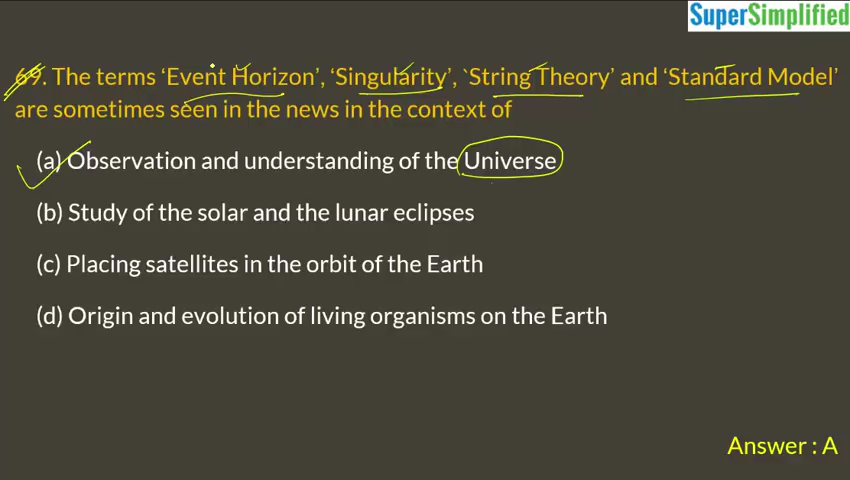 SuperSimplified
69. The terms ‘Event Horizon’, ‘Singularity’, `String Theory’ and ‘Standard Model’
are sometimes seen in the news in the context of
(a) Observation and understanding of the Universe
(b) Study of the solar and the lunar eclipses
(c) Placing satellites in the orbit of the Earth
(d) Origin and evolution of living organisms on the Earth
Answer : A